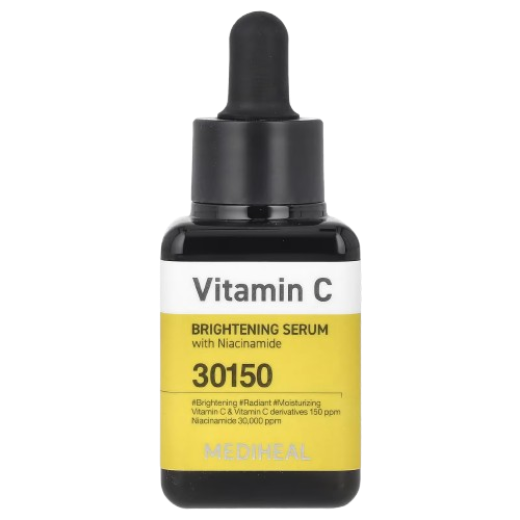 Vitamin C
BRIGHTENING SERUM
with Niacinamide
30150
#Brightening #Radiant #Moisturizing
Vitamin C & Vitamin C derivatives 150 ppm
Niacinamide 30,000 ppm
MEDIHEAL